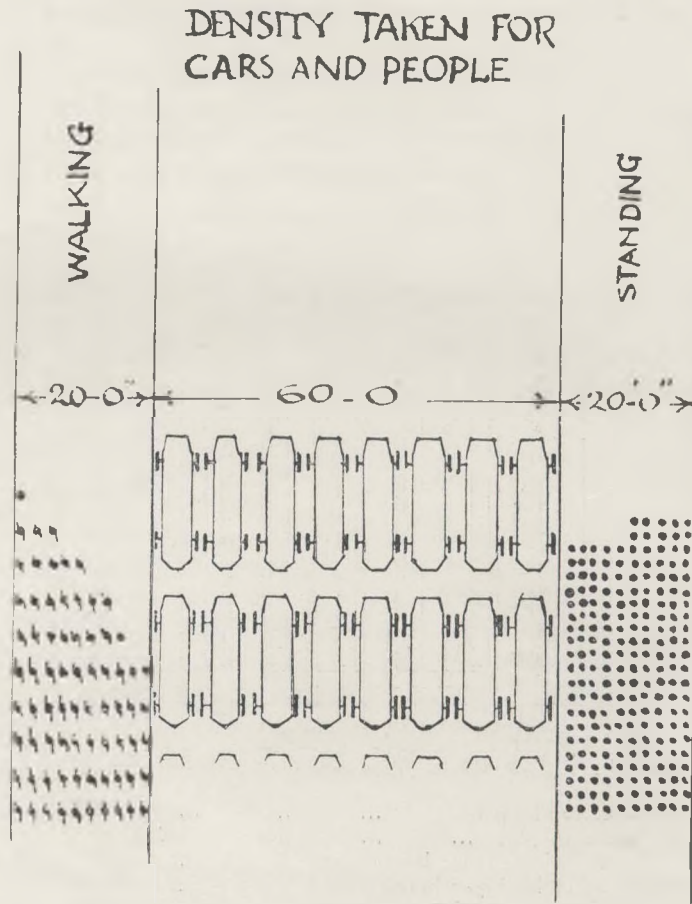 DENSITY TAKEN FOR
CARS AND PEOPLE
WALKING
STANDING
20-0"
60-0
20'0"